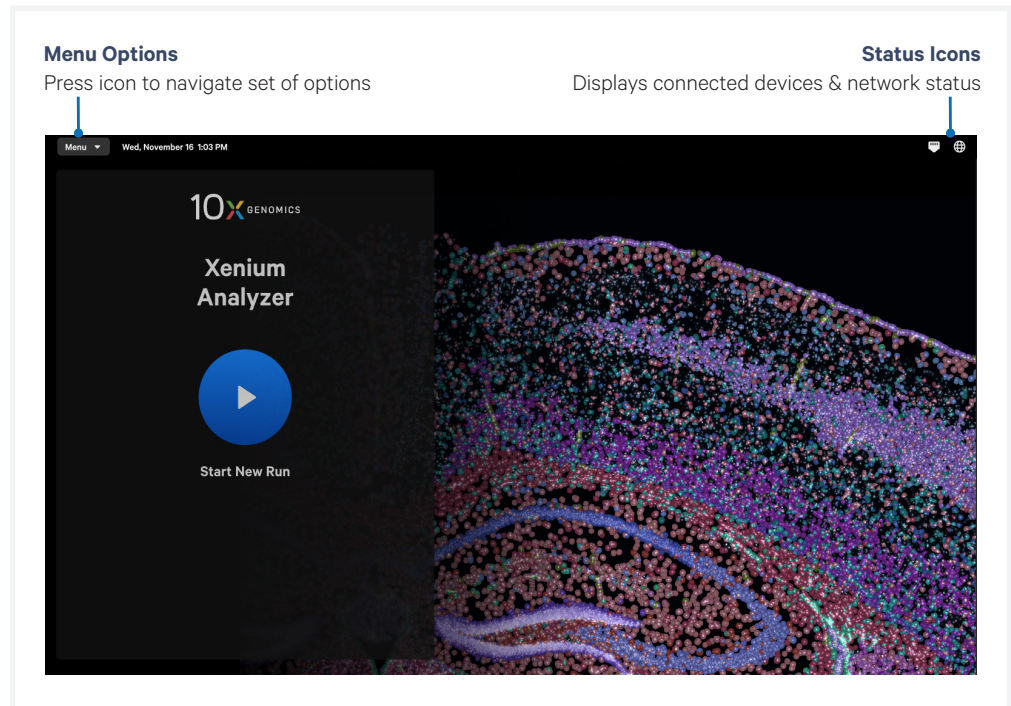 Menu Options
Press icon to navigate set of options
Status Icons
Displays connected devices & network status
Menu
Wed, November 16 1:03 PM
10X GENOMICS
Xenium
Analyzer
Start New Run